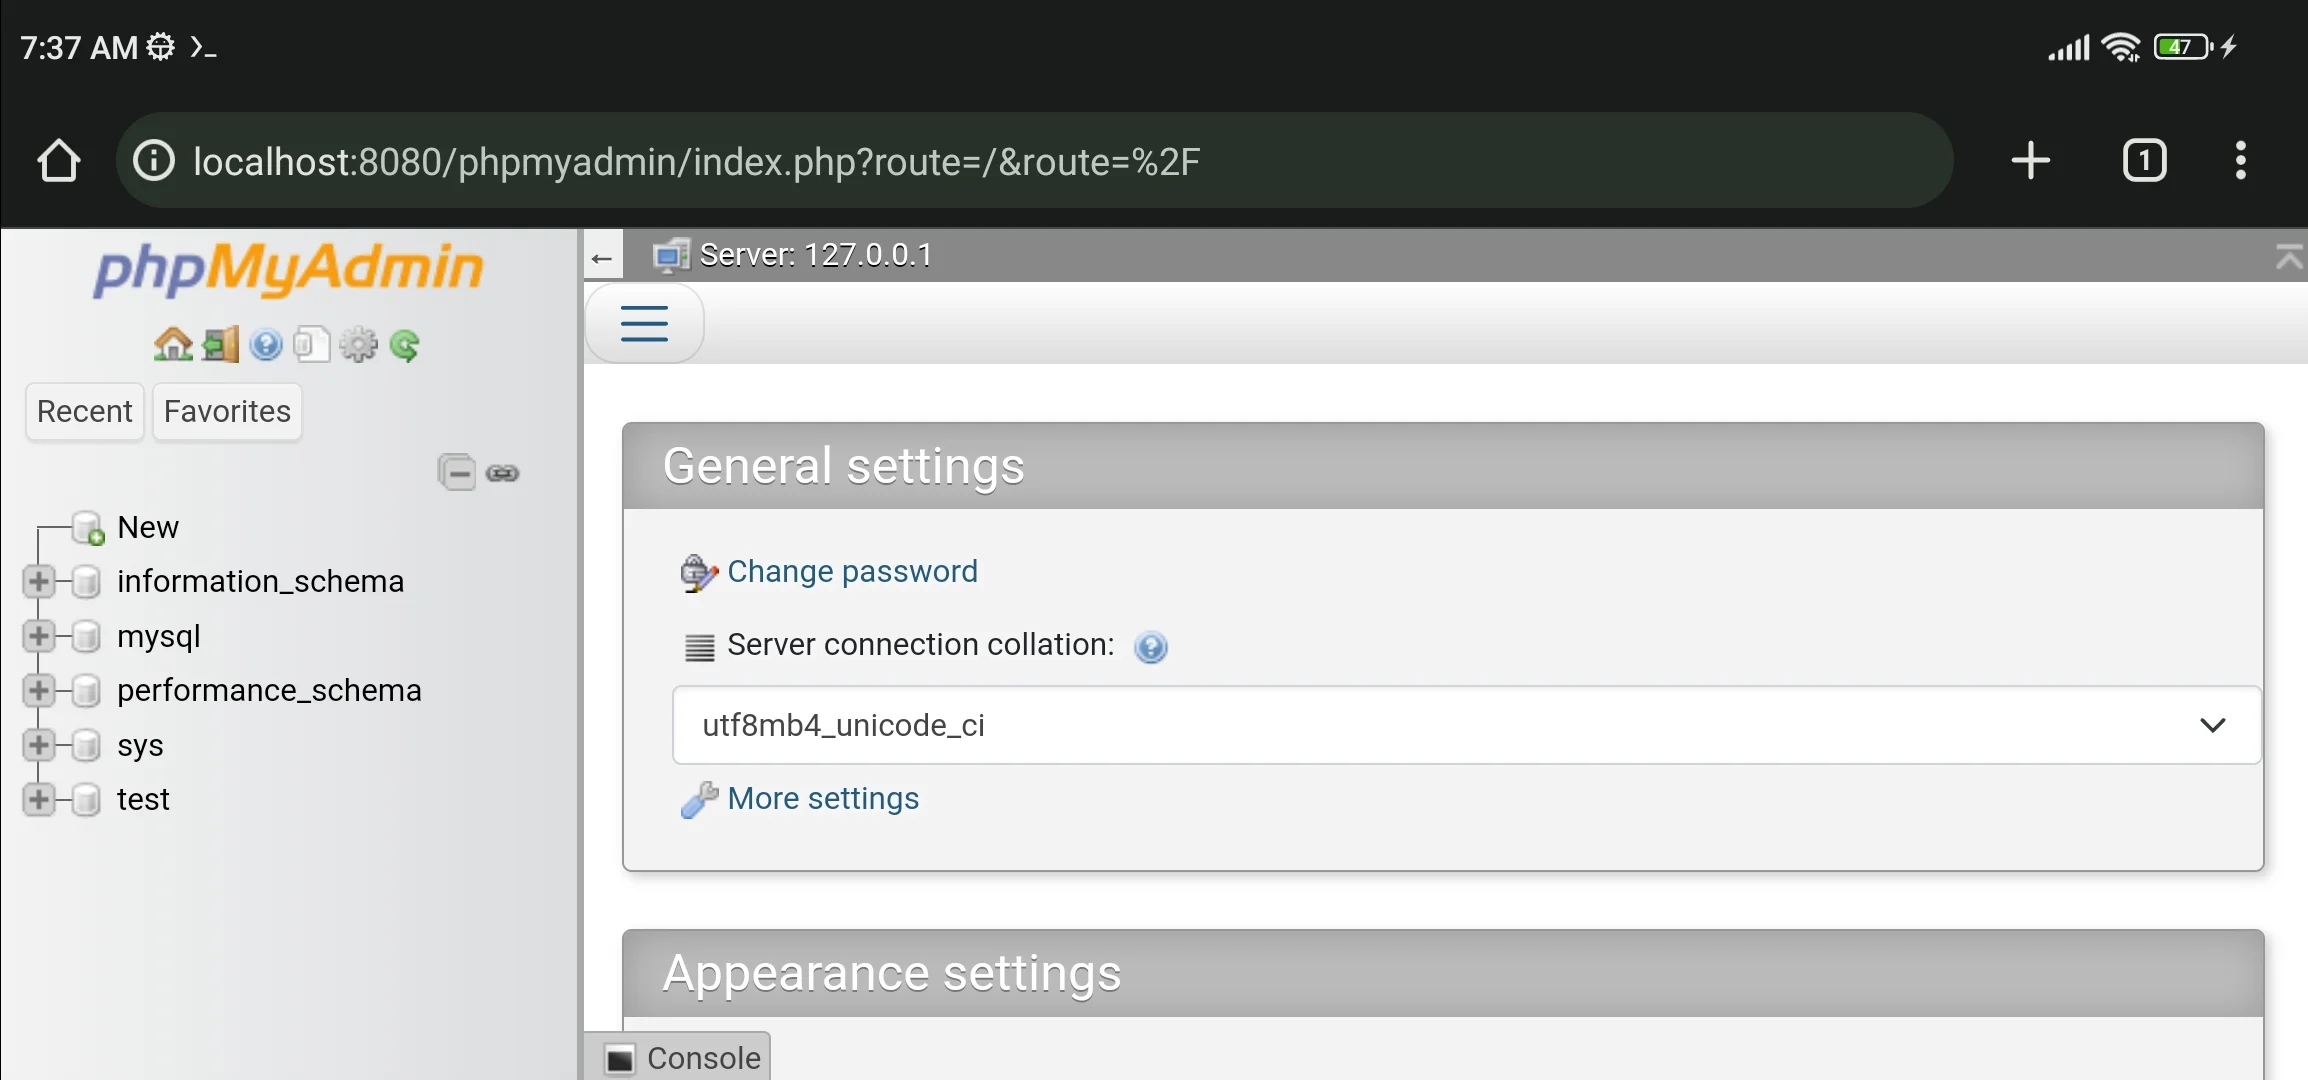 7:37 AM
47
localhost:8080/phpmyadmin/index.php?route=/&route=%2F
1
phpMyAdmin
Server: 127.0.0.1
Recent
Favorites
New
information_schema
mysql
performance_schema
sys
test
General settings
Change password
Server connection collation:
utf8mb4_unicode_ci
More settings
Appearance settings
Console